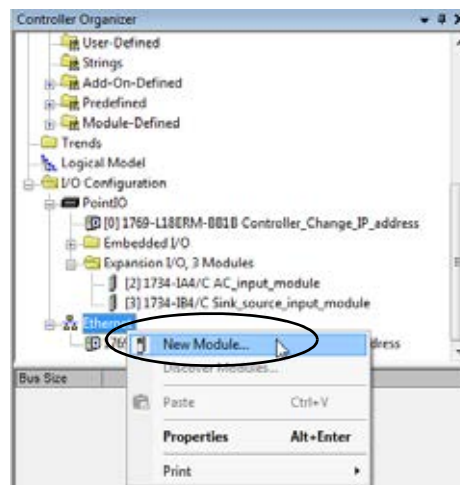 Controller Organizer
User-Defined
Strings
Add-On-Defined
Predefined
Module-Defined
Trends
Logical Model
I/O Configuration
PointIO
[0] 1769-L18ERM-BB1B Controller_Change_IP_address
Embedded I/O
Expansion I/O, 3 Modules
[2] 1734-IA4/C AC_input_module
[3] 1734-IB4/C Sink_source_input_module
Ethernet
1769 dress
New Module...
Discover Modules...
Bus Size
Paste Ctrl+V
Properties Alt+Enter
Print